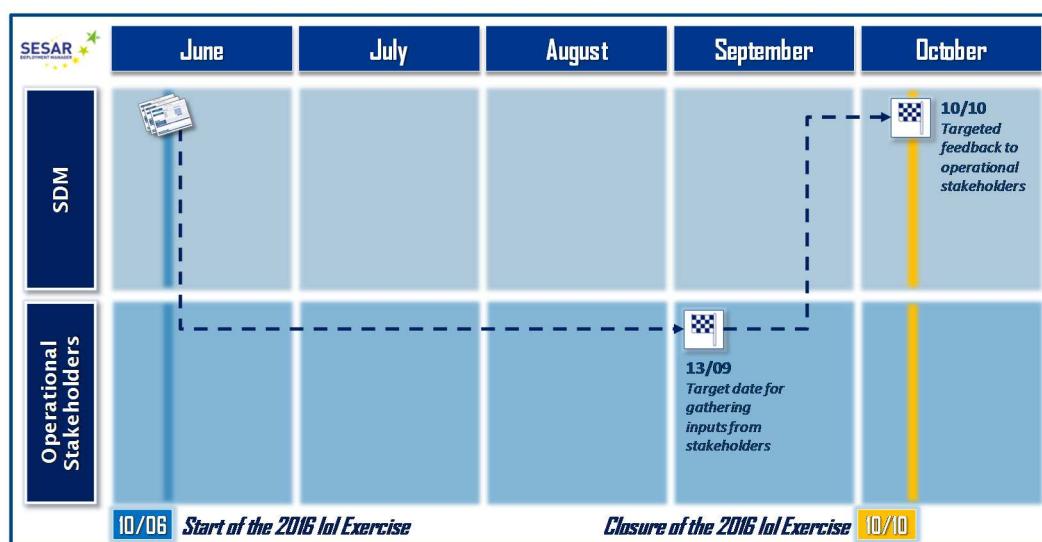 SESAR
DEPLOYMENT MANAGER
June
July
August
September
October
SDM
10/10
Targeted
feedback to
operational
stakeholders
Operational
Stakeholders
13/09
Target date for
gathering
inputs from
stakeholders
10/06 Start of the 2016 IoI Exercise
Closure of the 2016 IoI Exercise 10/10